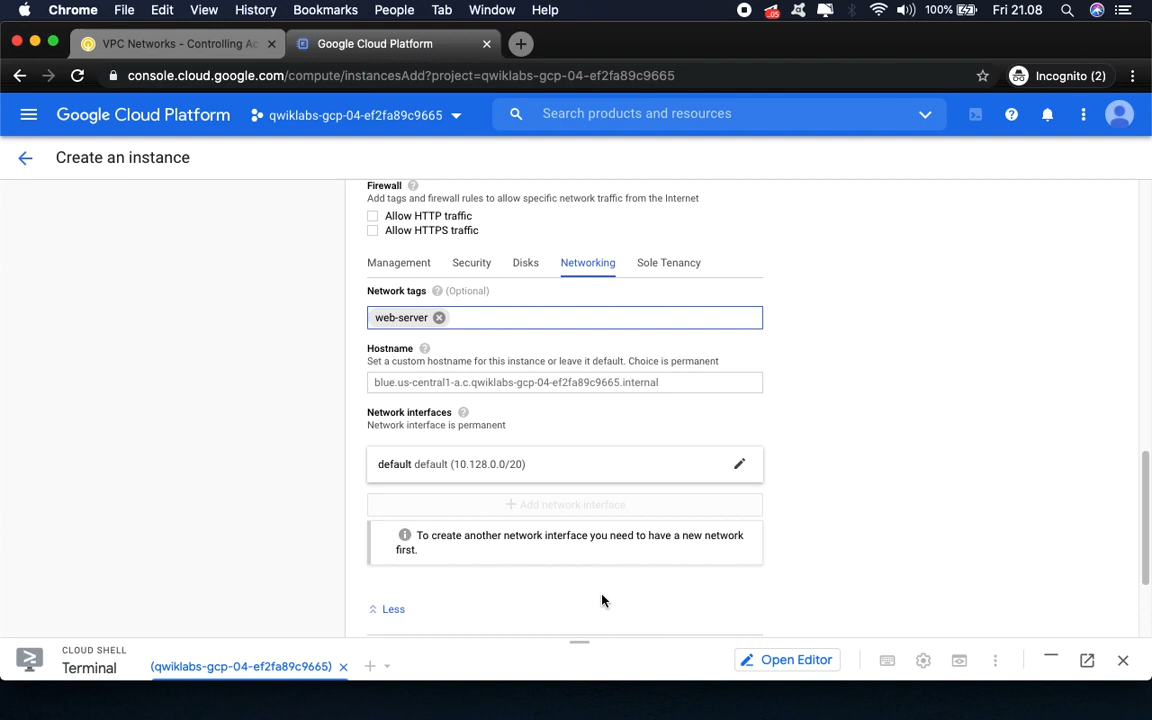 Chrome File Edit View History Bookmarks People Tab Window Help .05 100% Fri 21.08
VPC Networks - Controlling Ac Google Cloud Platform
console.cloud.google.com/compute/instancesAdd?project=qwiklabs-gcp-04-ef2fa89c9665 Incognito (2)
Google Cloud Platform qwiklabs-gcp-04-ef2fa89c9665 Search products and resources
Create an instance
Firewall
Add tags and firewall rules to allow specific network traffic from the Internet
Allow HTTP traffic
Allow HTTPS traffic
Management Security Disks Networking Sole Tenancy
Network tags (Optional)
web-server
Hostname
Set a custom hostname for this instance or leave it default. Choice is permanent
blue.us-central1-a.c.qwiklabs-gcp-04-ef2fa89c9665.internal
Network interfaces
Network interface is permanent
default default (10.128.0.0/20)
Add network interface
To create another network interface you need to have a new network
first.
Less
CLOUD SHELL
Terminal (qwiklabs-gcp-04-ef2fa89c9665) Open Editor